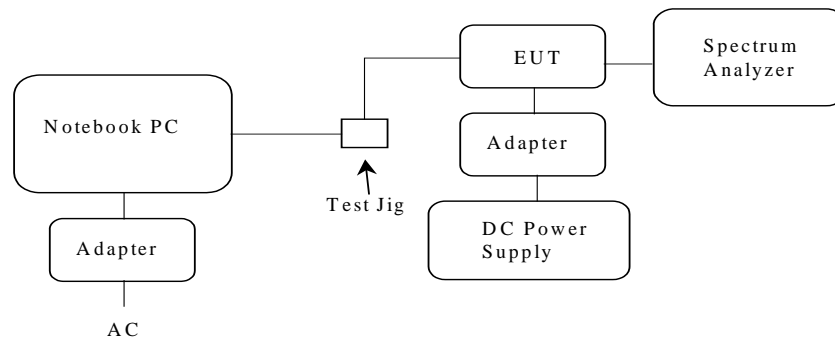 Notebook PC
Adapter
AC
Test Jig
EUT
Adapter
DC Power
Supply
Spectrum
Analyzer